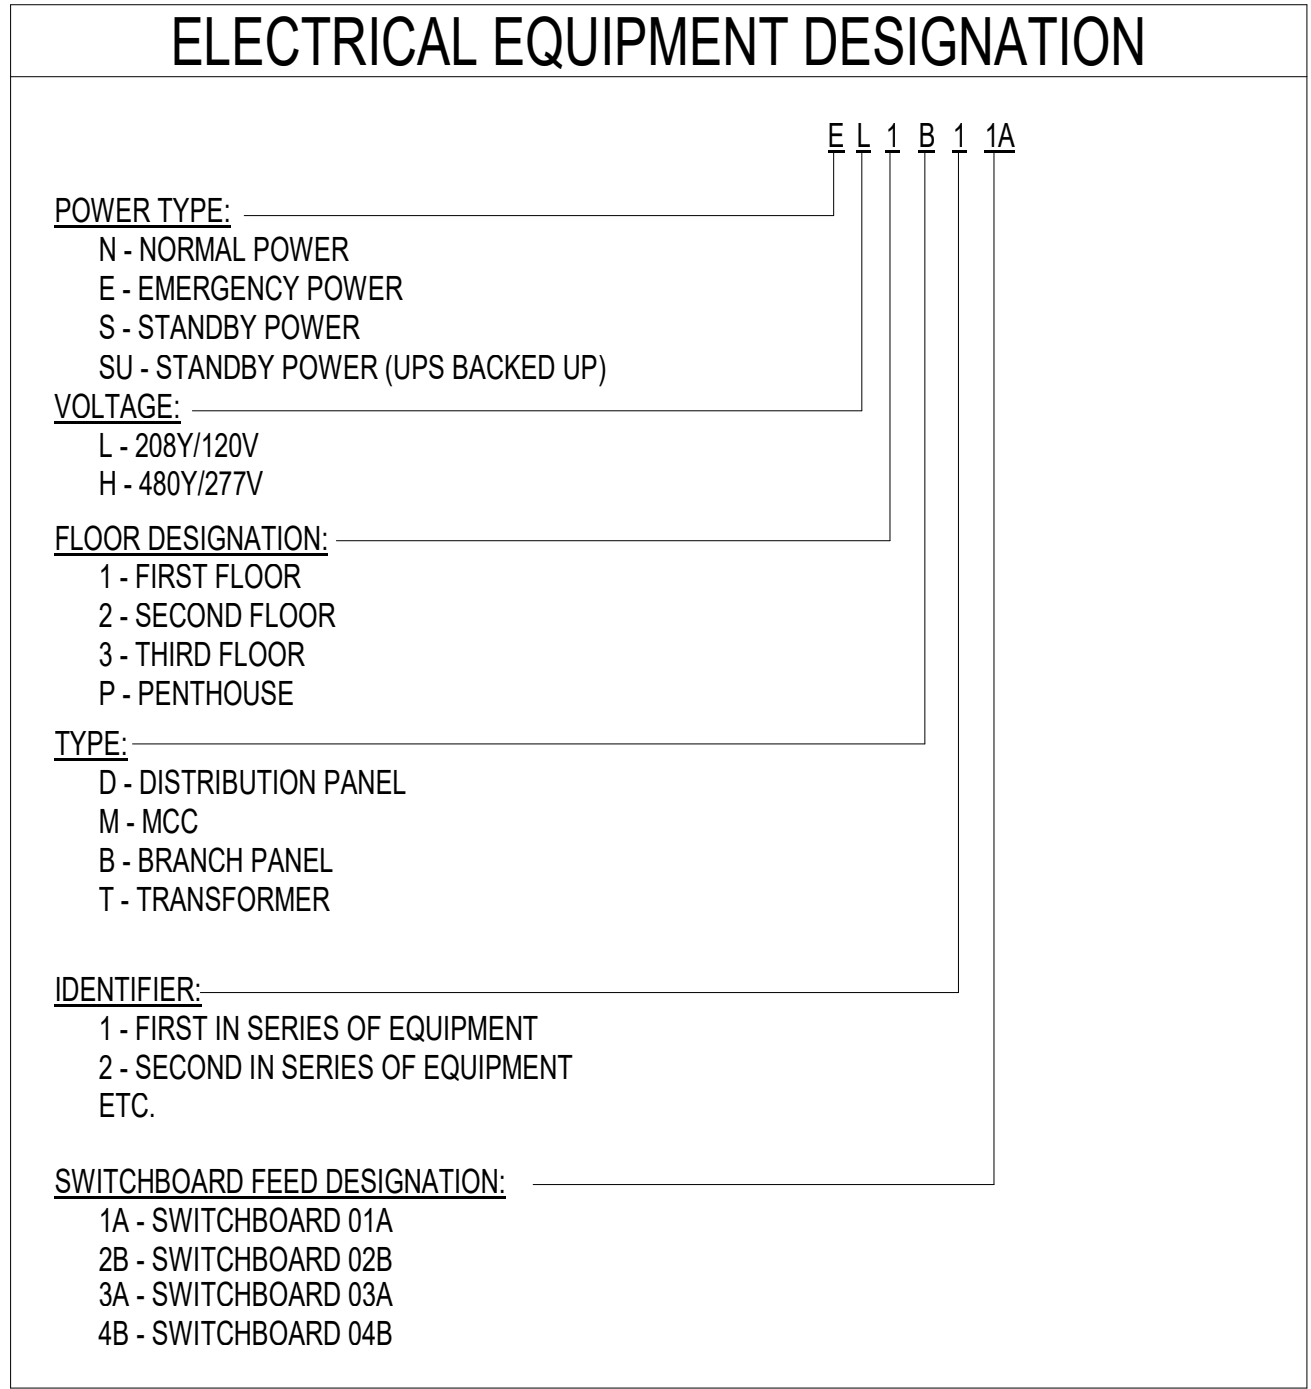 ELECTRICAL EQUIPMENT DESIGNATION
E L 1 B 1 1A
POWER TYPE:
N - NORMAL POWER
E - EMERGENCY POWER
S - STANDBY POWER
SU - STANDBY POWER (UPS BACKED UP)
VOLTAGE:
L - 208Y/120V
H - 480Y/277V
FLOOR DESIGNATION:
1 - FIRST FLOOR
2 - SECOND FLOOR
3 - THIRD FLOOR
P - PENTHOUSE
TYPE:
D - DISTRIBUTION PANEL
M - MCC
B - BRANCH PANEL
T - TRANSFORMER
IDENTIFIER:
1 - FIRST IN SERIES OF EQUIPMENT
2 - SECOND IN SERIES OF EQUIPMENT
ETC.
SWITCHBOARD FEED DESIGNATION:
1A - SWITCHBOARD 01A
2B - SWITCHBOARD 02B
3A - SWITCHBOARD 03A
4B - SWITCHBOARD 04B